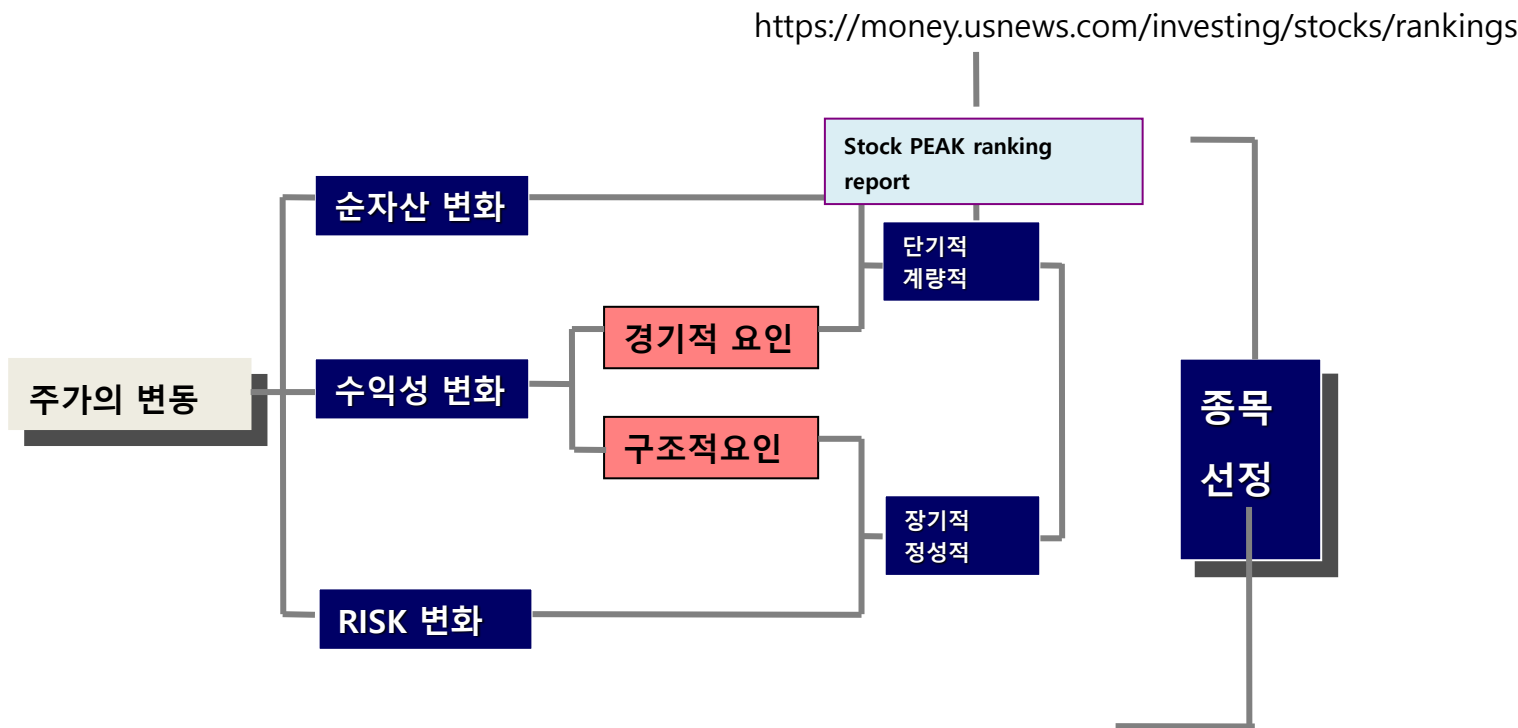 https://money.usnews.com/investing/stocks/rankings
Stock PEAK ranking
report
순자산 변화
단기적
계량적
경기적 요인
주가의 변동
수익성 변화
종목
선정
구조적요인
장기적
정성적
RISK 변화